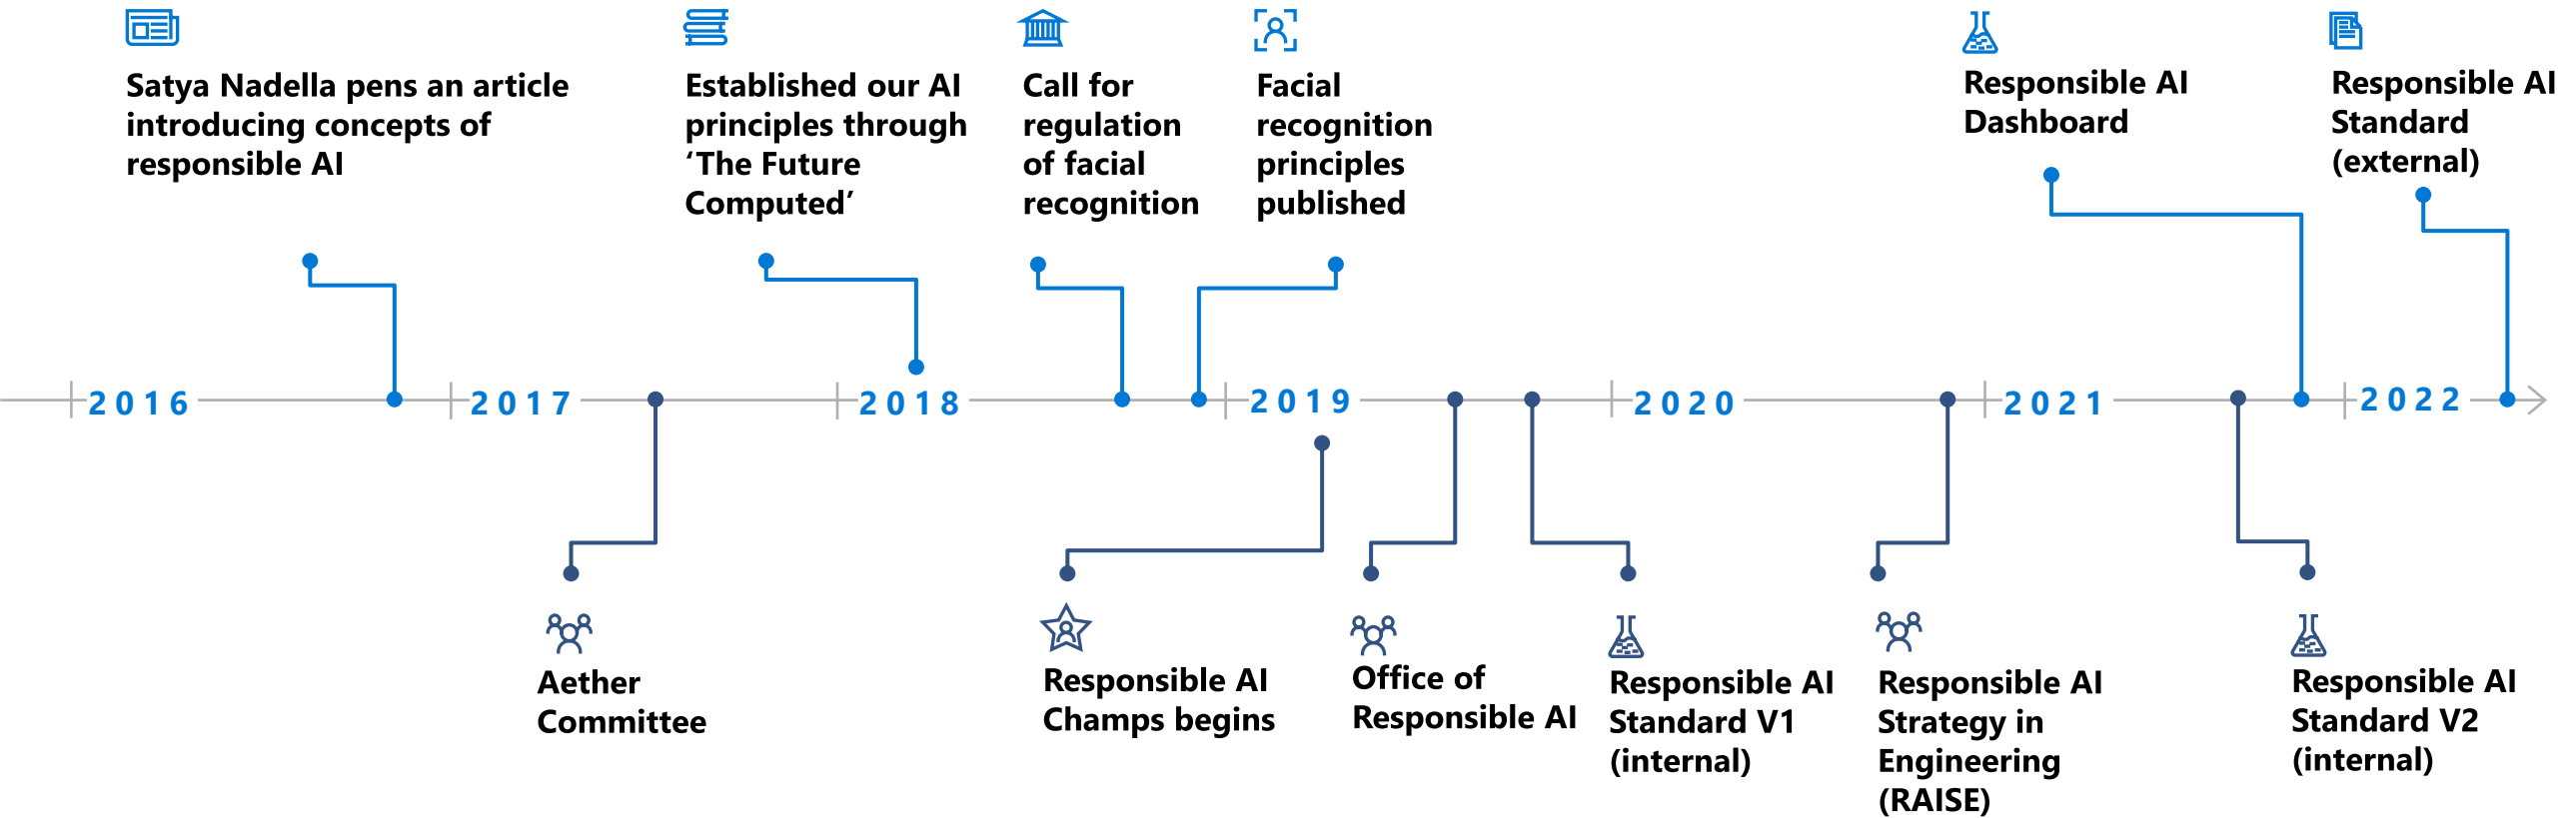 Satya Nadella pens an article
introducing concepts of
responsible AI
Established our AI
principles through
‘The Future
Computed’
Call for
regulation
of facial
recognition
Facial
recognition
principles
published
Responsible AI
Dashboard
Responsible AI
Standard
(external)
2016
2017
2018
2019
2020
2021
2022
Aether
Committee
Responsible AI
Champs begins
Office of
Responsible AI
Responsible AI
Standard V1
(internal)
Responsible AI
Strategy in
Engineering
(RAISE)
Responsible AI
Standard V2
(internal)